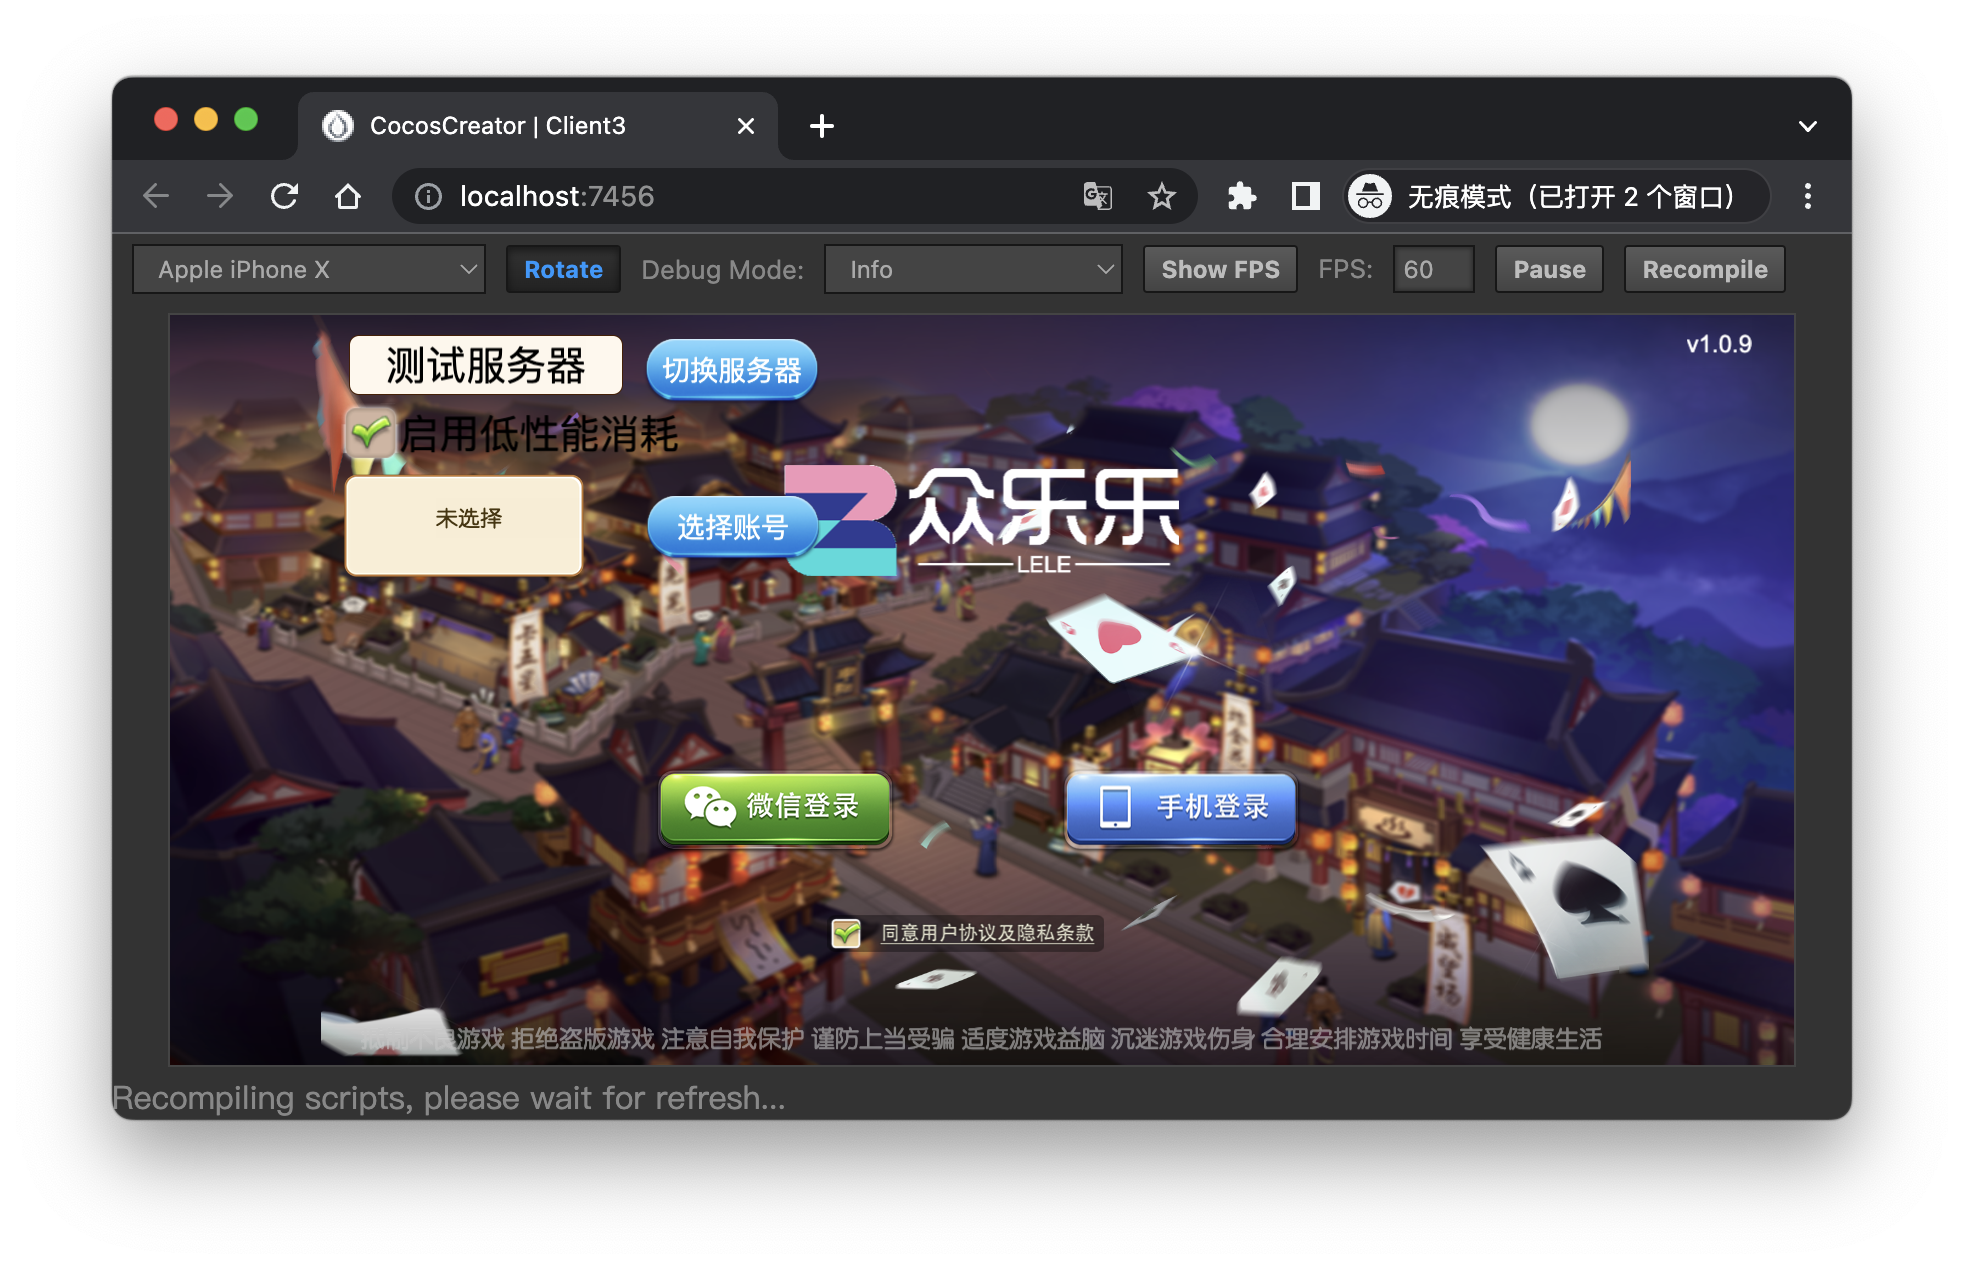 CocosCreator | Client3
localhost:7456
无痕模式（已打开 2 个窗口）
Apple iPhone X
Rotate
Debug Mode:
Info
Show FPS
FPS:
60
Pause
Recompile
测试服务器
切换服务器
v1.0.9
启用低性能消耗
未选择
选择账号
众乐乐
LELE
微信登录
手机登录
同意用户协议及隐私条款
游戏 拒绝盗版游戏 注意自我保护 谨防上当受骗 适度游戏益脑 沉迷游戏伤身 合理安排游戏时间 享受健康生活
Recompiling scripts, please wait for refresh...